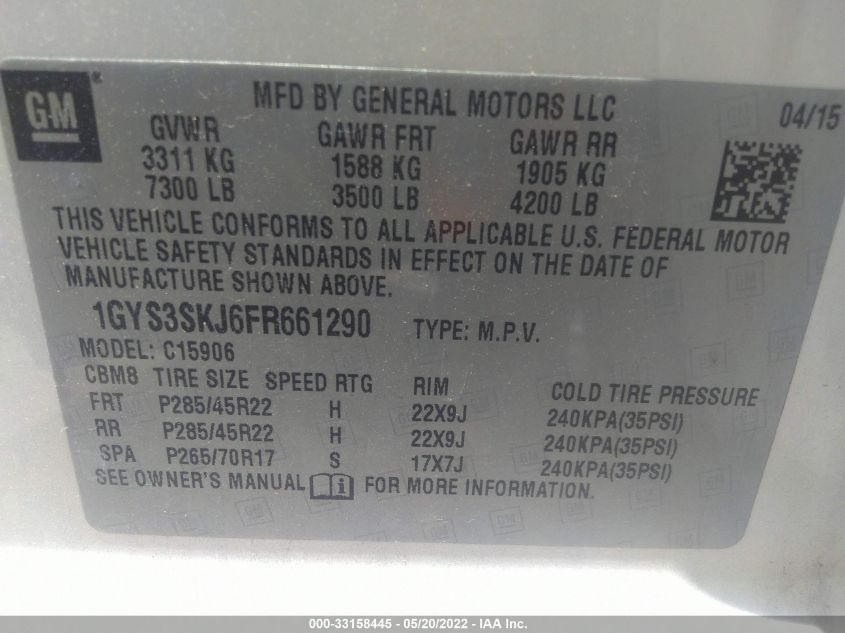 GM
MFD BY GENERAL MOTORS LLC 04/15
GVWR GAWR FRT GAWR RR
3311 KG 1588 KG 1905 KG
7300 LB 3500 LB 4200 LB
THIS VEHICLE CONFORMS TO ALL APPLICABLE U.S. FEDERAL MOTOR
VEHICLE SAFETY STANDARDS IN EFFECT ON THE DATE OF
MANUFACTURE SHOWN ABOVE.
1GYS3SKJ6FR661290 TYPE: M.P.V.
MODEL: C15906
CBM8 TIRE SIZE SPEED RTG RIM COLD TIRE PRESSURE
FRT P285/45R22 H 22X9J 240KPA(35PSI)
RR P285/45R22 H 22X9J 240KPA(35PSI)
SPA P265/70R17 S 17X7J 240KPA(35PSI)
SEE OWNER'S MANUAL i FOR MORE INFORMATION.
000-33158445 - 05/20/2022 - IAA Inc.